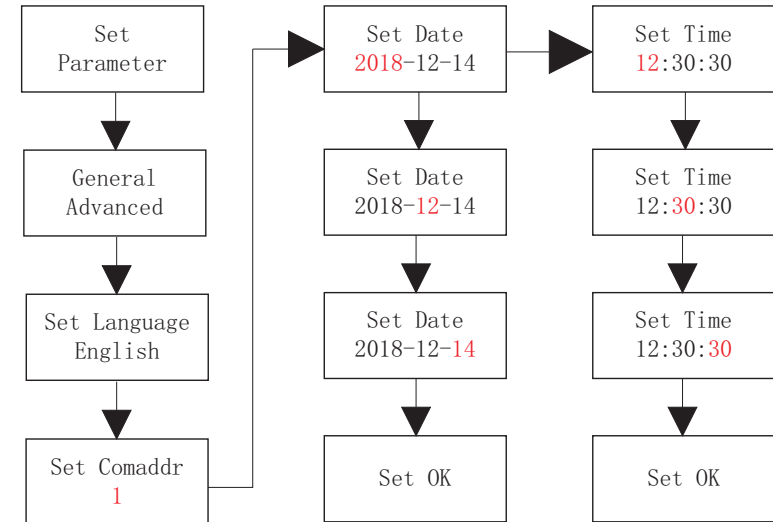 Set
Parameter
General
Advanced
Set Language
English
Set Comaddr
1
Set Date
2018-12-14
Set Date
2018-12-14
Set Date
2018-12-14
Set OK
Set Time
12:30:30
Set Time
12:30:30
Set Time
12:30:30
Set OK